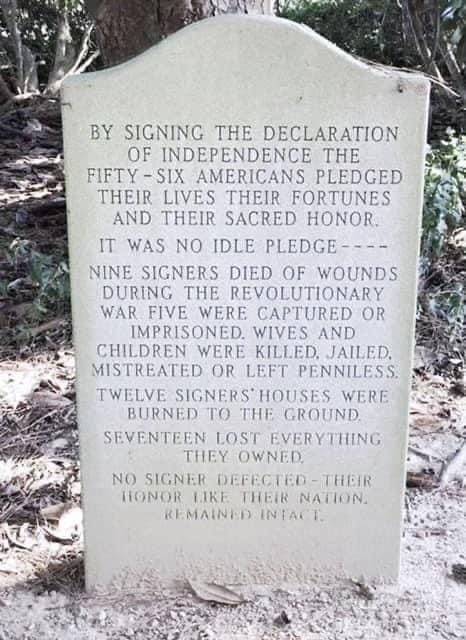 BY SIGNING THE DECLARATION
OF INDEPENDENCE THE
FIFTY-SIX AMERICANS PLEDGED
THEIR LIVES THEIR FORTUNES
AND THEIR SACRED HONOR.
IT WAS NO IDLE PLEDGE----
NINE SIGNERS DIED OF WOUNDS
DURING THE REVOLUTIONARY
WAR FIVE WERE CAPTURED OR
IMPRISONED. WIVES AND
CHILDREN WERE KILLED, JAILED,
MISTREATED OR LEFT PENNILESS.
TWELVE SIGNERS' HOUSES WERE
BURNED TO THE GROUND.
SEVENTEEN LOST EVERYTHING
THEY OWNED.
NO SIGNER DEFECTED-THEIR
HONOR LIKE THEIR NATION.
REMAINED INTACT.